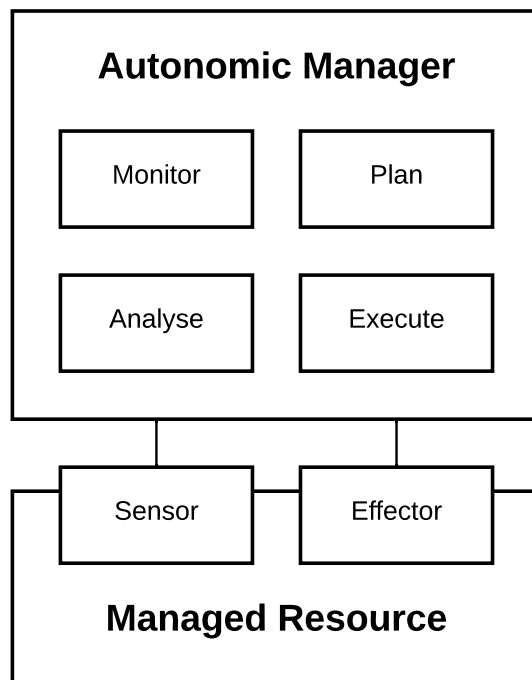 Autonomic Manager
Monitor
Plan
Analyse
Execute
Sensor
Effector
Managed Resource